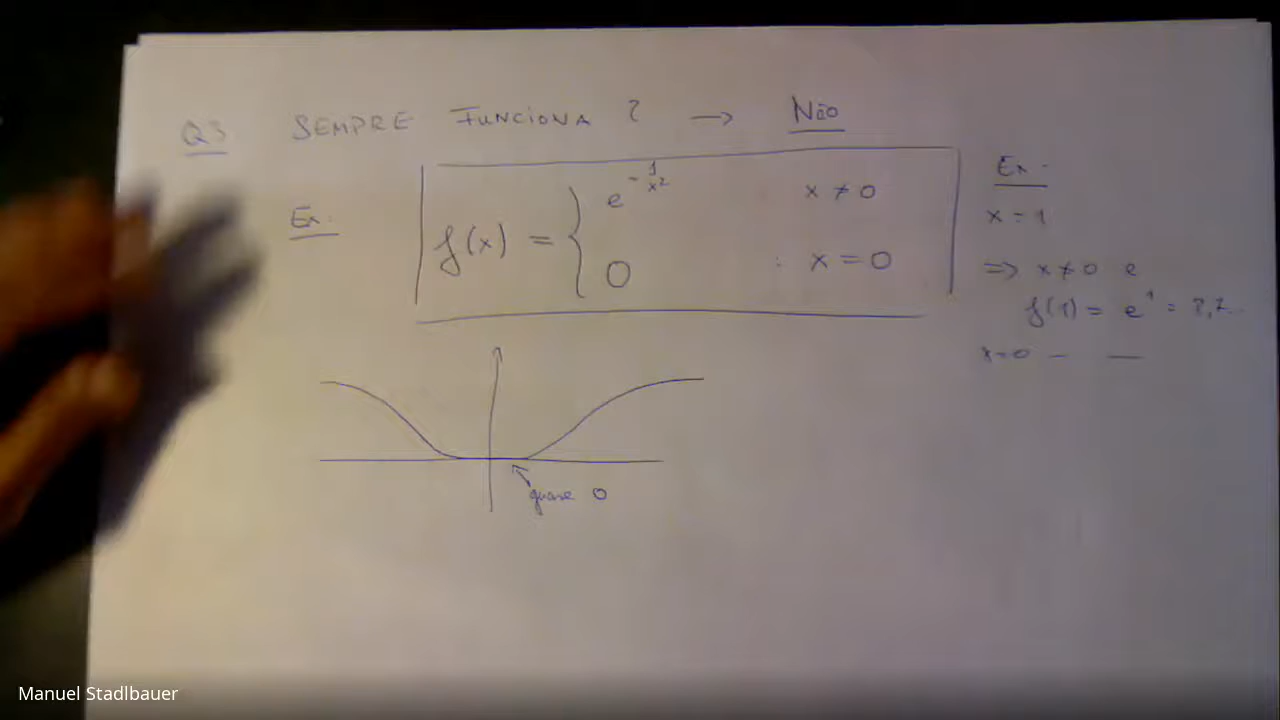 Q3 SEMPRE FUNCIONA ? → Não
Ex.
f(x) = { e^{-1/x²} x ≠ 0
0 : x = 0
quase 0
Ex.
x = 1
⇒ x ≠ 0 e
f(1) = e^1 =
x=0 — —
Manuel Stadlbauer